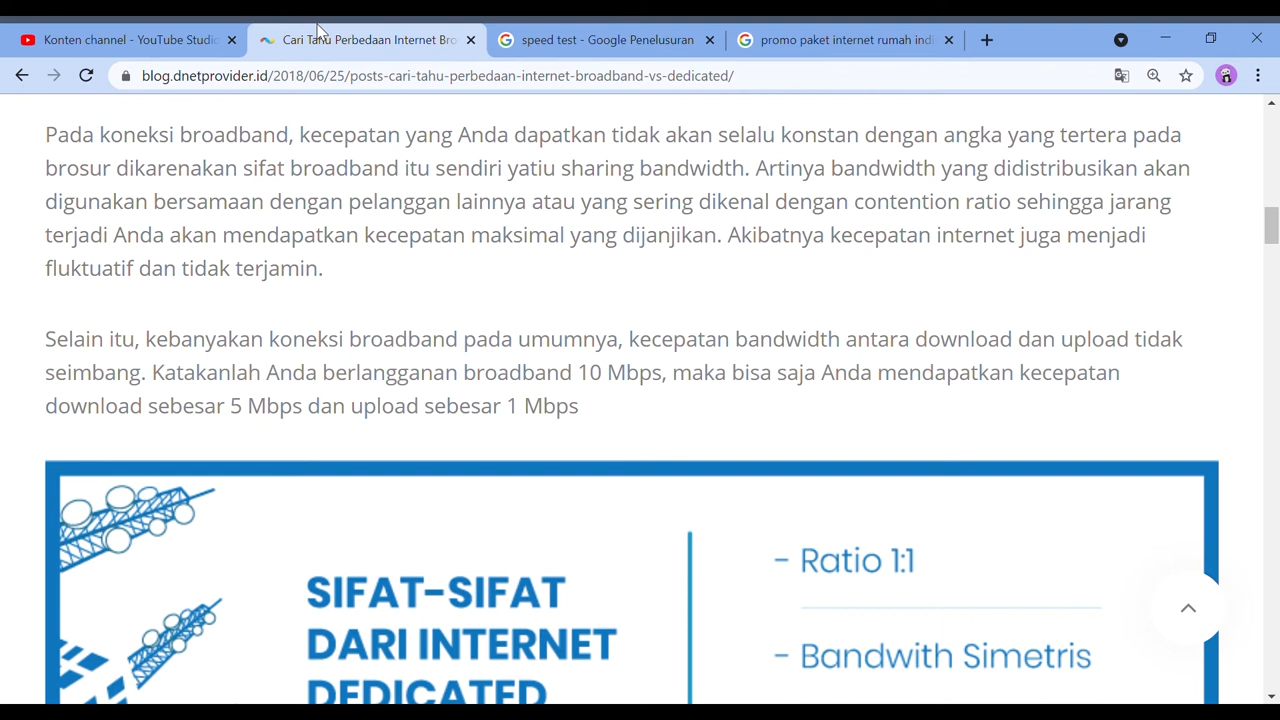 Konten channel - YouTube Studio
Cari Tahu Perbedaan Internet Bro
speed test - Google Penelusuran
promo paket internet rumah indi
blog.dnetprovider.id/2018/06/25/posts-cari-tahu-perbedaan-internet-broadband-vs-dedicated/
Pada koneksi broadband, kecepatan yang Anda dapatkan tidak akan selalu konstan dengan angka yang tertera pada
brosur dikarenakan sifat broadband itu sendiri yatiu sharing bandwidth. Artinya bandwidth yang didistribusikan akan
digunakan bersamaan dengan pelanggan lainnya atau yang sering dikenal dengan contention ratio sehingga jarang
terjadi Anda akan mendapatkan kecepatan maksimal yang dijanjikan. Akibatnya kecepatan internet juga menjadi
fluktuatif dan tidak terjamin.
Selain itu, kebanyakan koneksi broadband pada umumnya, kecepatan bandwidth antara download dan upload tidak
seimbang. Katakanlah Anda berlangganan broadband 10 Mbps, maka bisa saja Anda mendapatkan kecepatan
download sebesar 5 Mbps dan upload sebesar 1 Mbps
SIFAT-SIFAT
DARI INTERNET
DEDICATED
- Ratio 1:1
- Bandwith Simetris